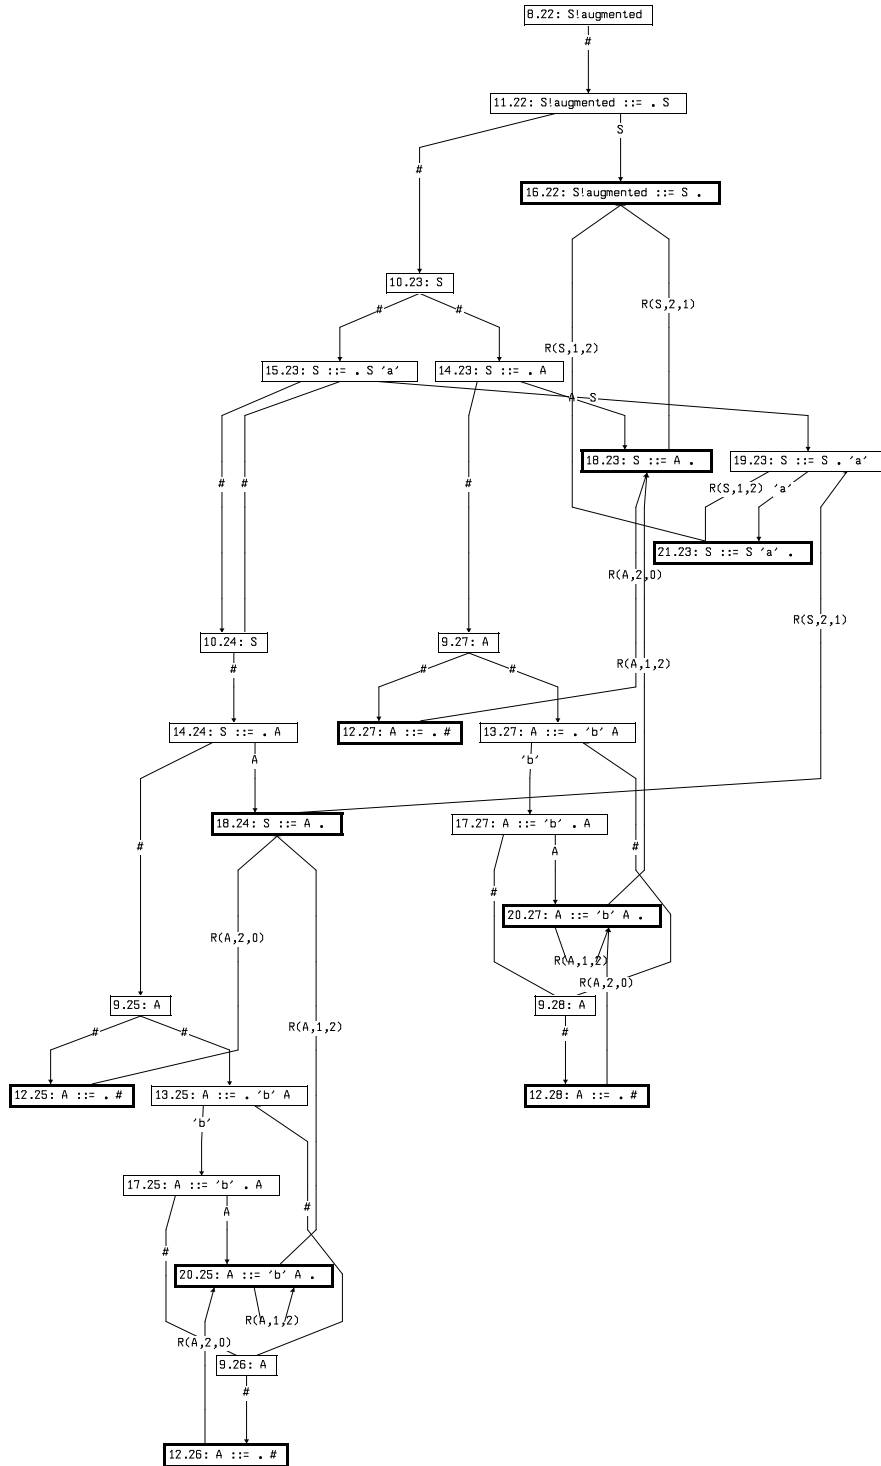 8.22: S!augmented
#
11.22: S!augmented ::= . S
S
#
16.22: S!augmented ::= S .
10.23: S
R(S,2,1)
# #
R(S,1,2)
15.23: S ::= . S 'a' 14.23: S ::= . A
A S
18.23: S ::= A . 19.23: S ::= S . 'a'
# # # R(S,1,2) 'a'
21.23: S ::= S 'a' .
R(A,2,0)
R(S,2,1)
10.24: S 9.27: A
R(A,1,2)
# # #
14.24: S ::= . A 12.27: A ::= . # 13.27: A ::= . 'b' A
A 'b'
18.24: S ::= A . 17.27: A ::= 'b' . A
# A #
#
20.27: A ::= 'b' A .
R(A,2,0)
R(A,1,2)
R(A,2,0)
9.25: A 9.28: A
R(A,1,2)
# # #
12.25: A ::= . # 13.25: A ::= . 'b' A 12.28: A ::= . #
'b'
17.25: A ::= 'b' . A
A #
#
20.25: A ::= 'b' A .
R(A,1,2)
R(A,2,0)
9.26: A
#
12.26: A ::= . #